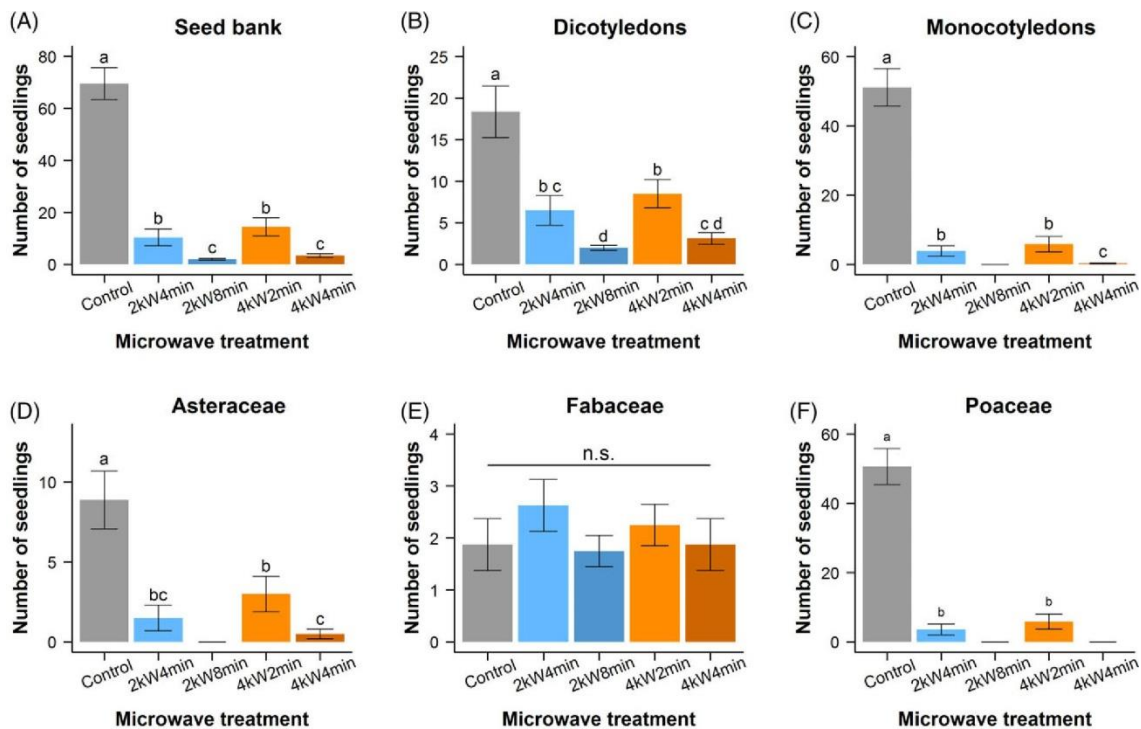 (A)
Seed bank
Number of seedlings
80
60
40
20
0
a
b
c
b
c
Control
2kW4min
2kW8min
4kW2min
4kW4min
Microwave treatment
(B)
Dicotyledons
Number of seedlings
25
20
15
10
5
0
a
b c
d
b
c d
Control
2kW4min
2kW8min
4kW2min
4kW4min
Microwave treatment
(C)
Monocotyledons
Number of seedlings
60
40
20
0
a
b
b
c
Control
2kW4min
2kW8min
4kW2min
4kW4min
Microwave treatment
(D)
Asteraceae
Number of seedlings
10
5
0
a
bc
b
c
Control
2kW4min
2kW8min
4kW2min
4kW4min
Microwave treatment
(E)
Fabaceae
Number of seedlings
4
3
2
1
0
n.s.
Control
2kW4min
2kW8min
4kW2min
4kW4min
Microwave treatment
(F)
Poaceae
Number of seedlings
60
40
20
0
a
b
b
Control
2kW4min
2kW8min
4kW2min
4kW4min
Microwave treatment